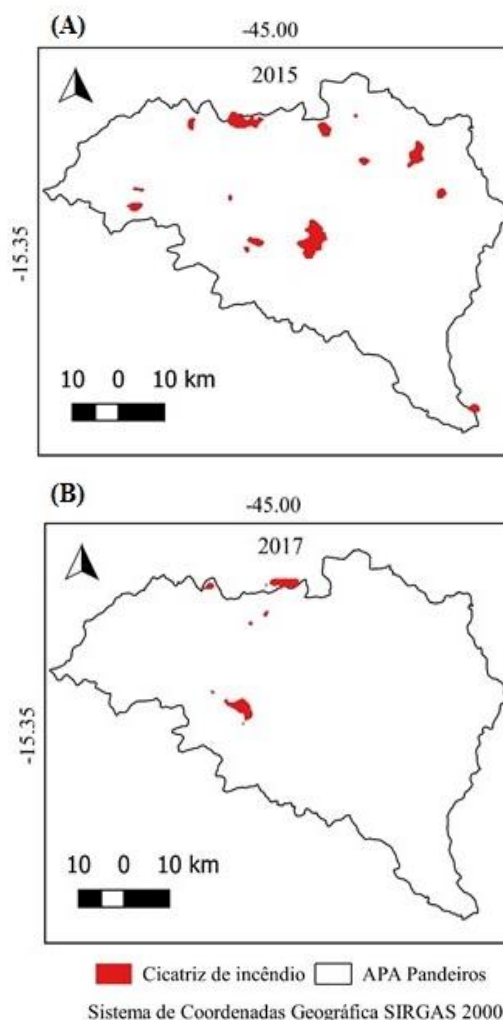 (A)
-45.00
2015
-15.35
10 0 10 km
(B)
-45.00
2017
-15.35
10 0 10 km
Cicatriz de incêndio APA Pandeiros
Sistema de Coordenadas Geográfica SIRGAS 2000